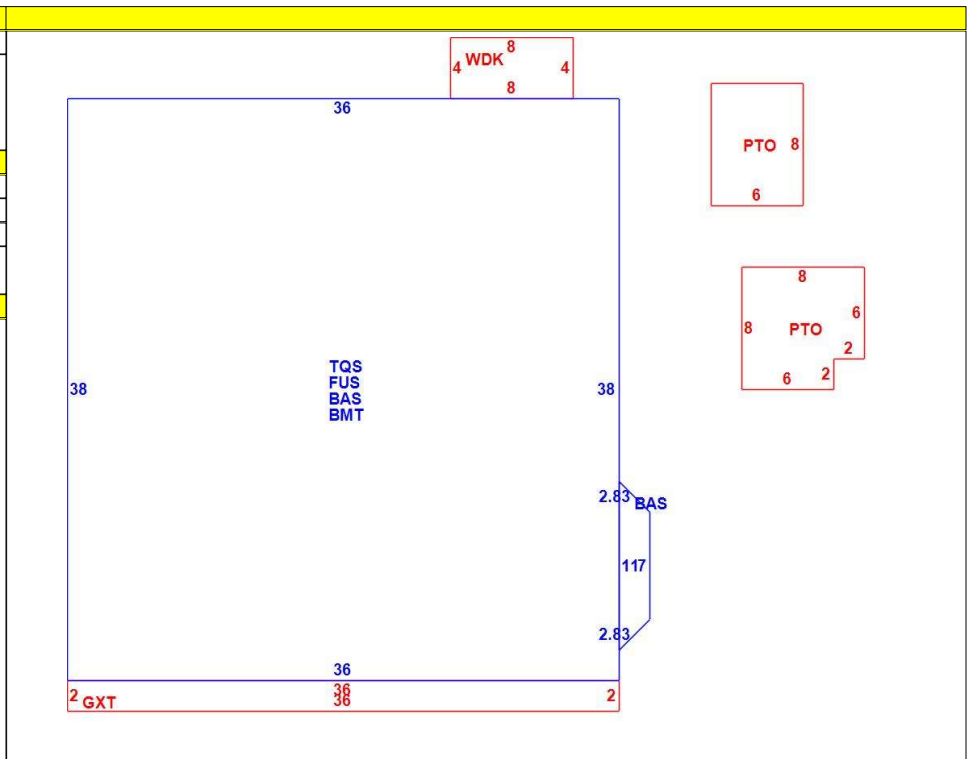 8
4 WDK 4
8
36
PTO 8
6
8
6
8 PTO
2
6 2
TQS
FUS
BAS
BMT
38 38
2.83 BAS
117
2.83
36
36
2 GXT 36 2